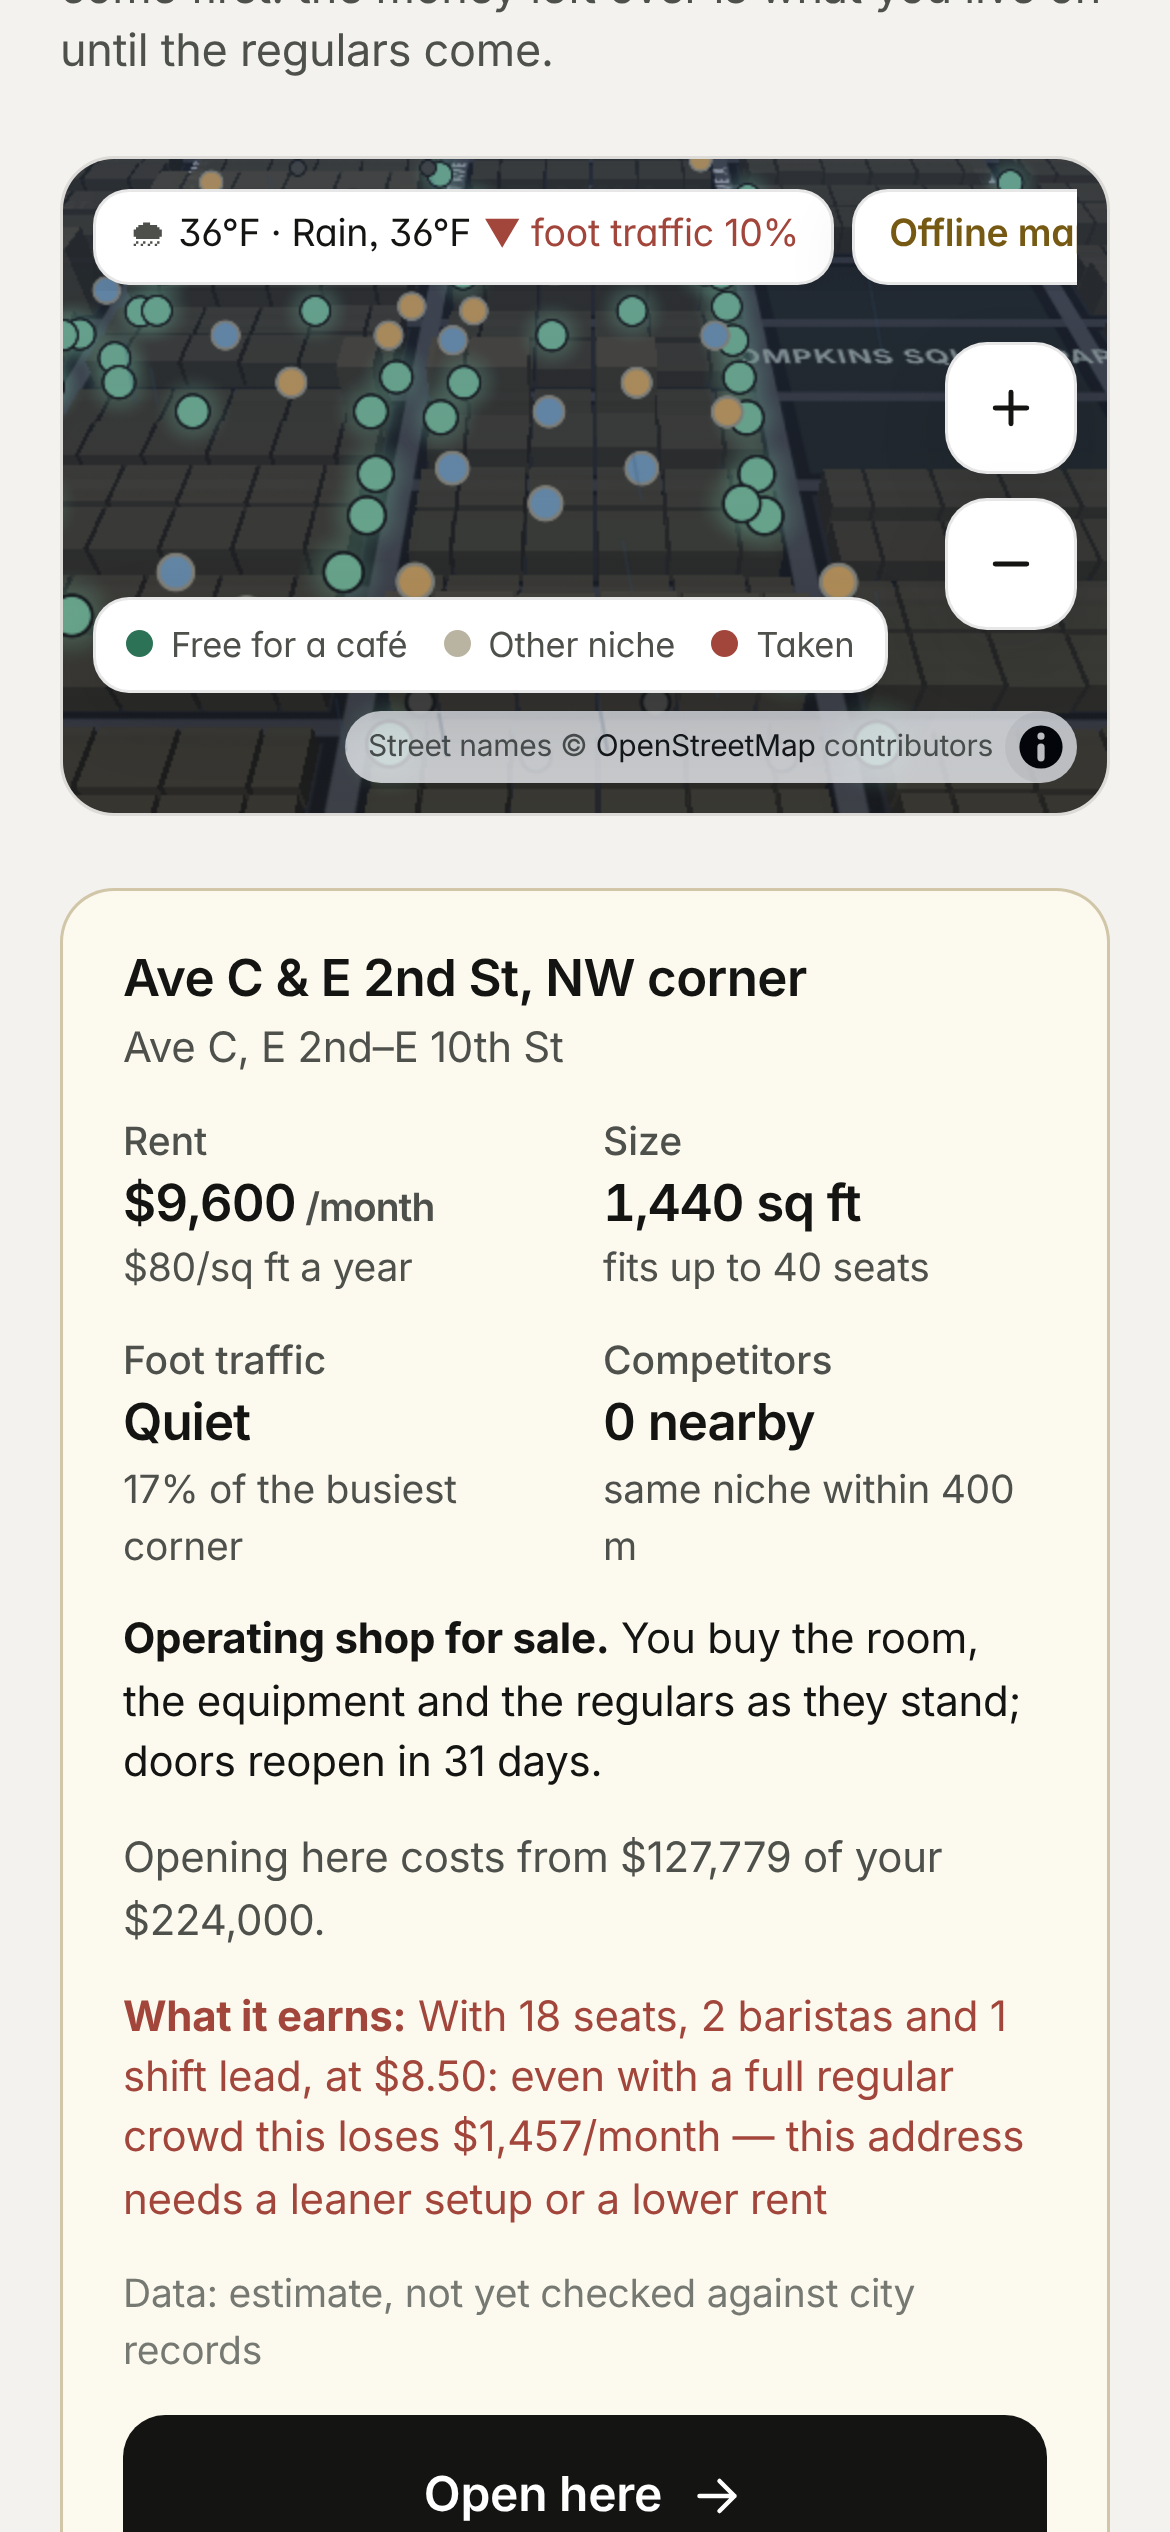 until the regulars come.
36°F · Rain, 36°F ▼ foot traffic 10%
Offline
Free for a café
Other niche
Taken
Street names © OpenStreetMap contributors
Ave C & E 2nd St, NW corner
Ave C, E 2nd–E 10th St
Rent
$9,600 /month
$80/sq ft a year
Size
1,440 sq ft
fits up to 40 seats
Foot traffic
Quiet
17% of the busiest
corner
Competitors
0 nearby
same niche within 400
m
Operating shop for sale. You buy the room,
the equipment and the regulars as they stand;
doors reopen in 31 days.
Opening here costs from $127,779 of your
$224,000.
What it earns: With 18 seats, 2 baristas and 1
shift lead, at $8.50: even with a full regular
crowd this loses $1,457/month — this address
needs a leaner setup or a lower rent
Data: estimate, not yet checked against city
records
Open here →